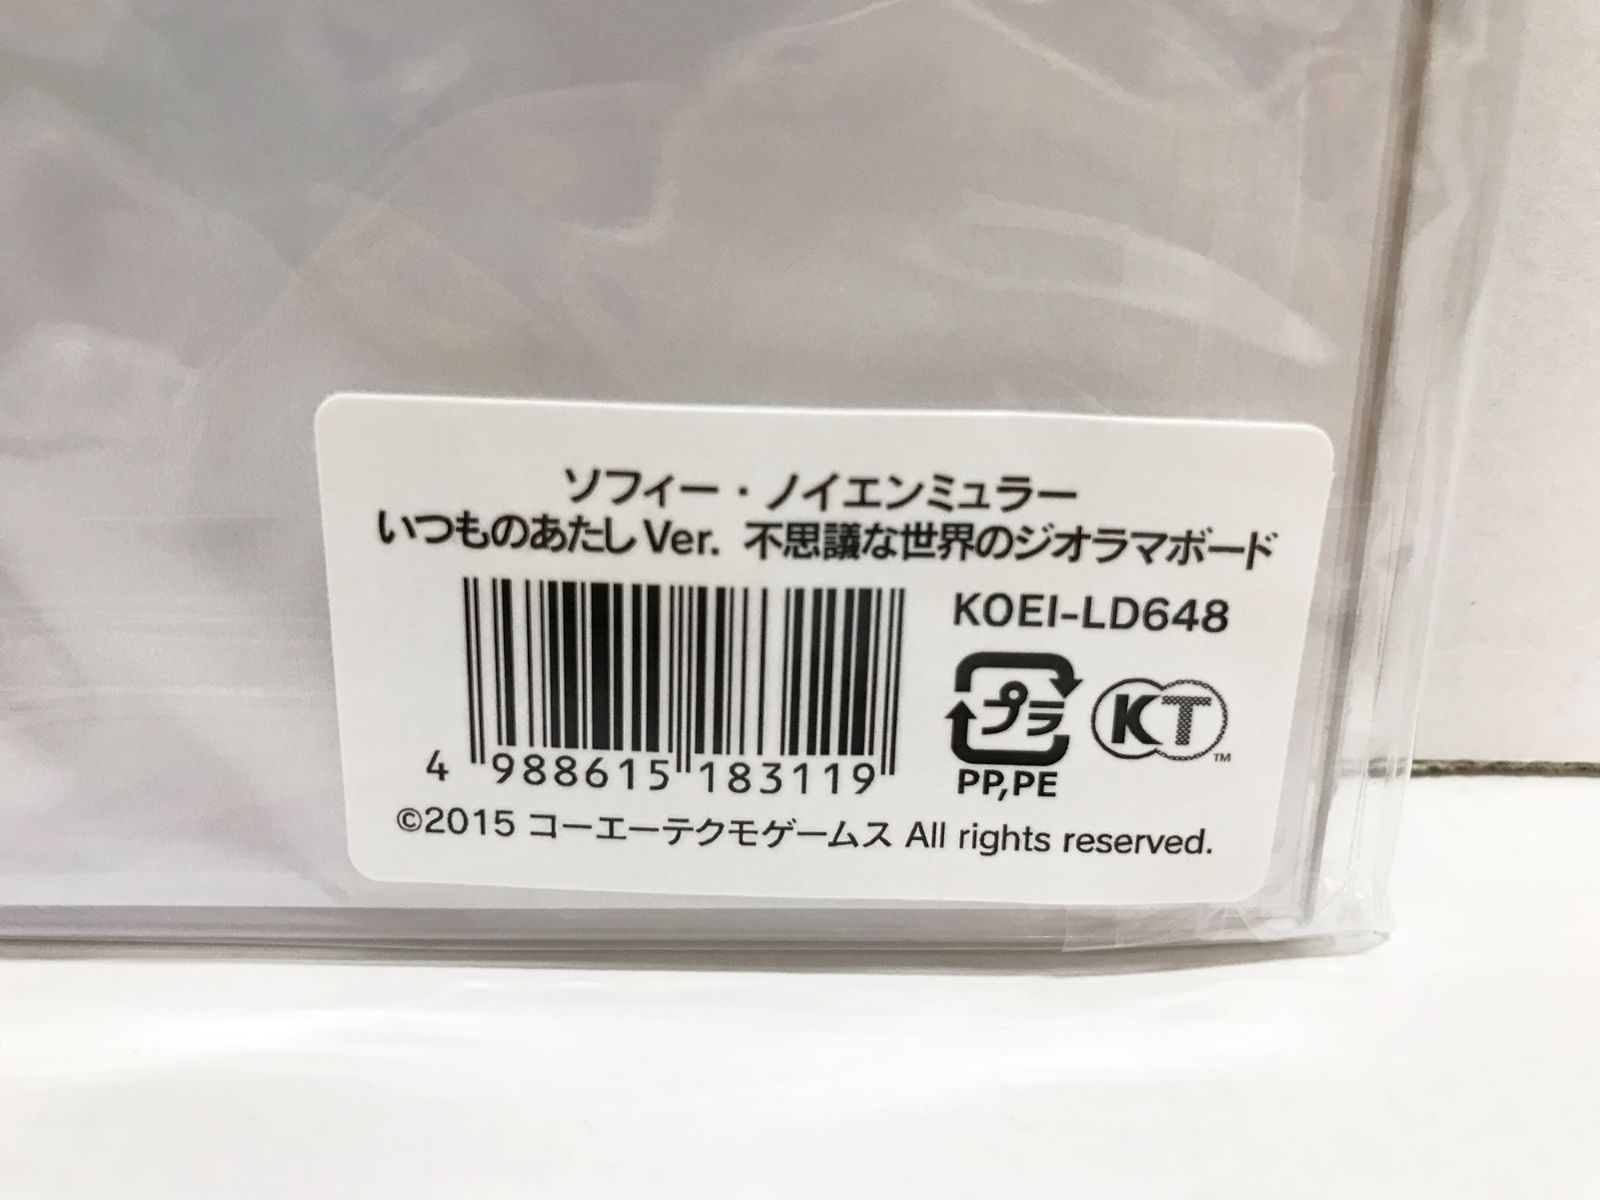 ソフィー・ノイエンミュラー
いつものあたしVer. 不思議な世界のジオラマボード
KOEI-LD648
プラ
PP,PE
KT™
4 988615 183119
©2015 コーエーテクモゲームス All rights reserved.